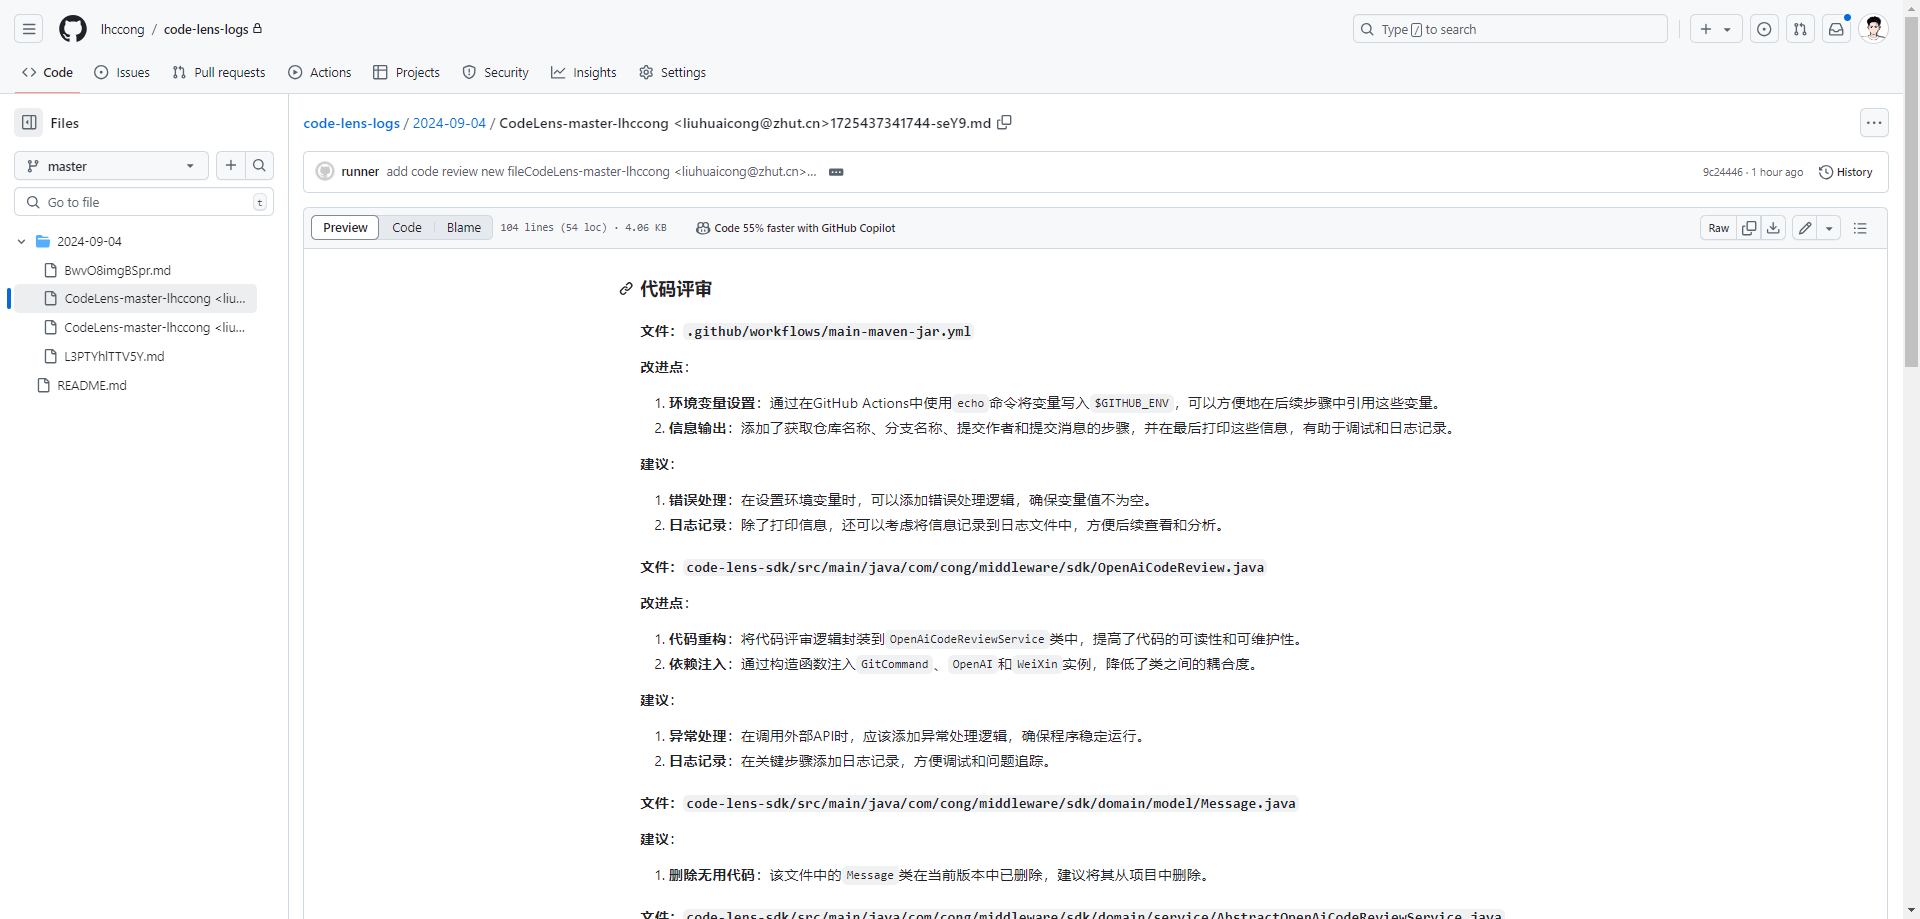 lhccong / code-lens-logs
Type / to search
Code Issues Pull requests Actions Projects Security Insights Settings
Files
master
Go to file t
2024-09-04
BwvO8imgBSpr.md
CodeLens-master-lhccong <liu...
CodeLens-master-lhccong <liu...
L3PTYhlTTV5Y.md
README.md
code-lens-logs / 2024-09-04 / CodeLens-master-lhccong <liuhuaicong@zhut.cn>1725437341744-seY9.md
runner add code review new fileCodeLens-master-lhccong <liuhuaicong@zhut.cn>...
9c24446 · 1 hour ago History
Preview Code Blame 104 lines (54 loc) · 4.06 KB Code 55% faster with GitHub Copilot Raw
代码评审
文件：.github/workflows/main-maven-jar.yml
改进点：
1. 环境变量设置：通过在GitHub Actions中使用 echo 命令将变量写入 $GITHUB_ENV，可以方便地在后续步骤中引用这些变量。
2. 信息输出：添加了获取仓库名称、分支名称、提交作者和提交消息的步骤，并在最后打印这些信息，有助于调试和日志记录。
建议：
1. 错误处理：在设置环境变量时，可以添加错误处理逻辑，确保变量值不为空。
2. 日志记录：除了打印信息，还可以考虑将信息记录到日志文件中，方便后续查看和分析。
文件：code-lens-sdk/src/main/java/com/cong/middleware/sdk/OpenAiCodeReview.java
改进点：
1. 代码重构：将代码评审逻辑封装到 OpenAiCodeReviewService 类中，提高了代码的可读性和可维护性。
2. 依赖注入：通过构造函数注入 GitCommand、OpenAI 和 WeiXin 实例，降低了类之间的耦合度。
建议：
1. 异常处理：在调用外部API时，应该添加异常处理逻辑，确保程序稳定运行。
2. 日志记录：在关键步骤添加日志记录，方便调试和问题追踪。
文件：code-lens-sdk/src/main/java/com/cong/middleware/sdk/domain/model/Message.java
建议：
1. 删除无用代码：该文件中的 Message 类在当前版本中已删除，建议将其从项目中删除。
文件：code-lens-sdk/src/main/java/com/cong/middleware/sdk/domain/service/AbstractOpenAiCodeReviewService.java